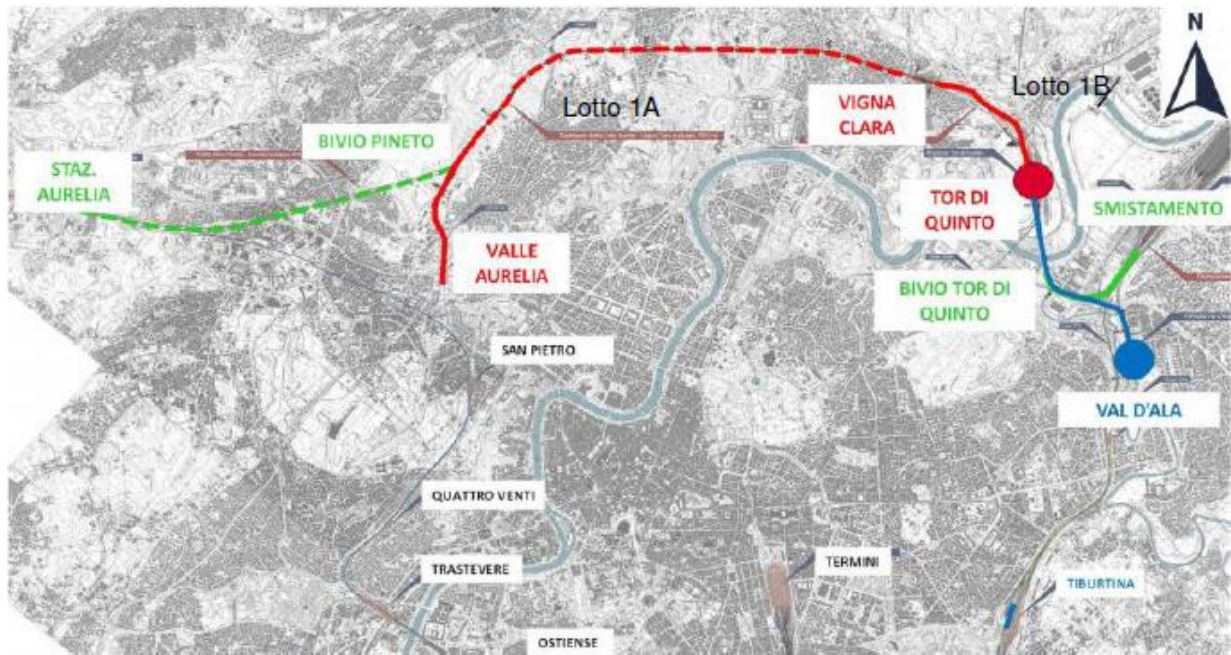 N
Lotto 1A
Lotto 1B
VIGNA
CLARA
BIVIO PINETO
STAZ.
AURELIA
TOR DI
QUINTO
SMISTAMENTO
VALLE
AURELIA
BIVIO TOR DI
QUINTO
SAN PIETRO
VAL D'ALA
QUATTRO VENTI
TRASTEVERE
TERMINI
TIBURTINA
OSTIENSE